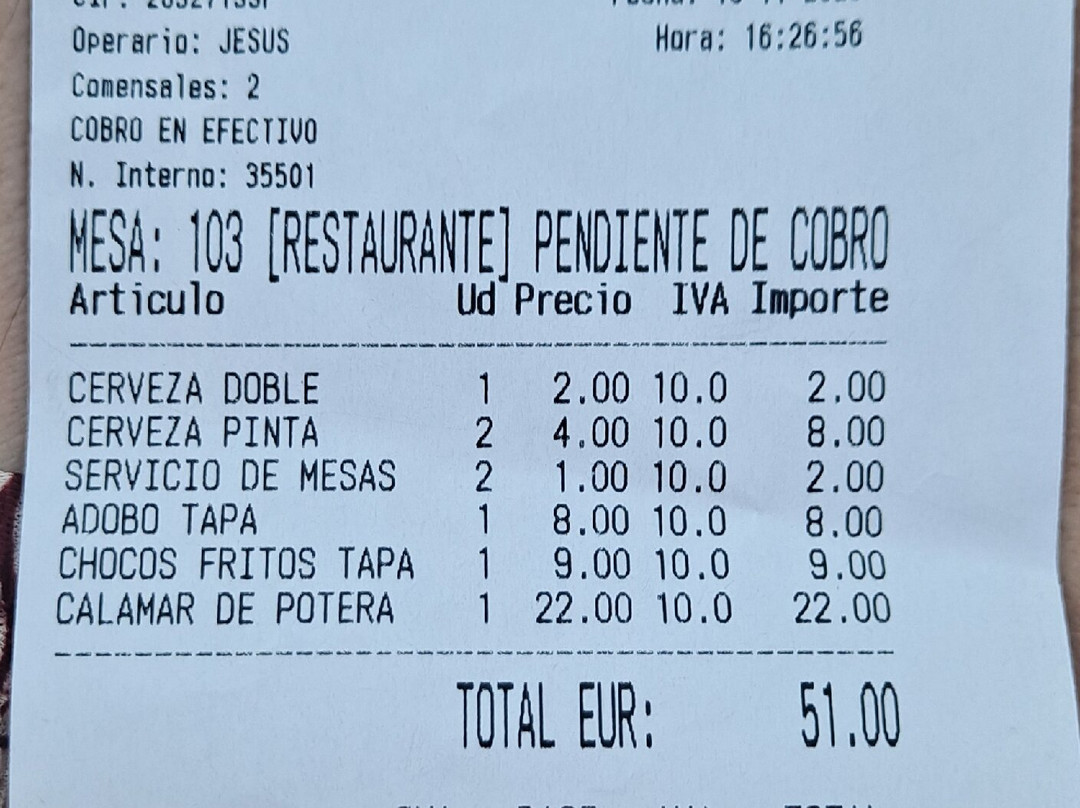 Operario: JESUS Hora: 16:26:56
Comensales: 2
COBRO EN EFECTIVO
N. Interno: 35501
MESA: 103 [RESTAURANTE] PENDIENTE DE COBRO
Articulo Ud Precio IVA Importe
CERVEZA DOBLE 1 2.00 10.0 2.00
CERVEZA PINTA 2 4.00 10.0 8.00
SERVICIO DE MESAS 2 1.00 10.0 2.00
ADOBO TAPA 1 8.00 10.0 8.00
CHOCOS FRITOS TAPA 1 9.00 10.0 9.00
CALAMAR DE POTERA 1 22.00 10.0 22.00
TOTAL EUR: 51.00